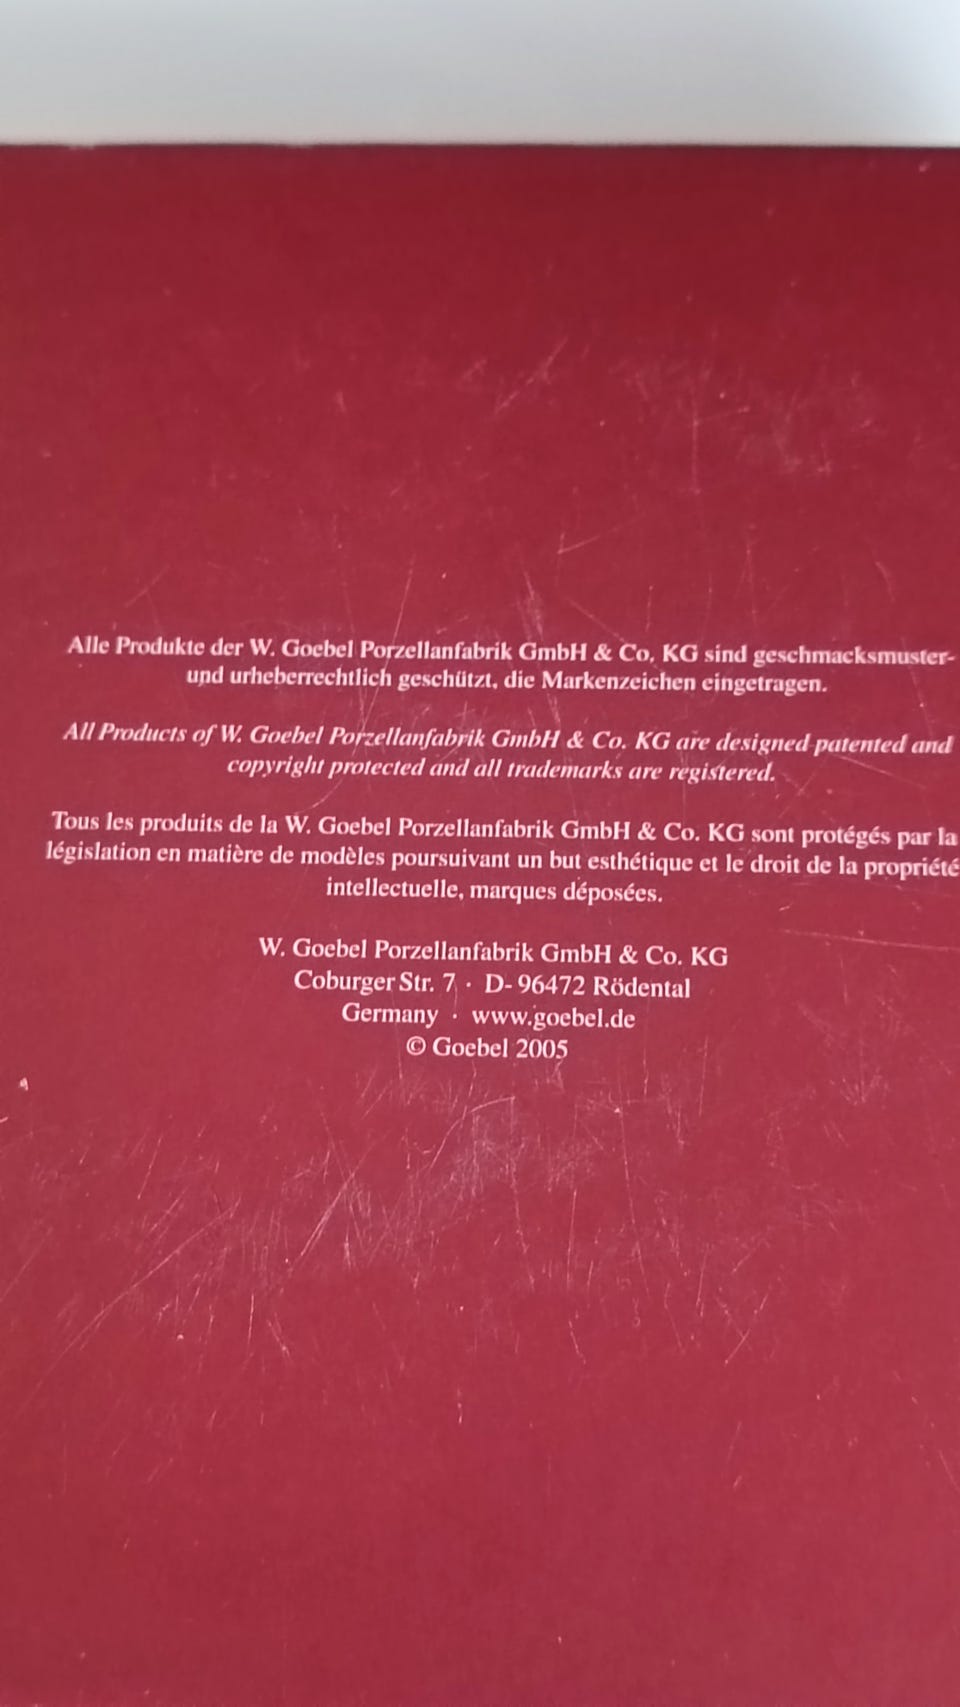 Alle Produkte der W. Goebel Porzellanfabrik GmbH & Co. KG sind geschmacksmuster-
und urheberrechtlich geschützt, die Markenzeichen eingetragen.
All Products of W. Goebel Porzellanfabrik GmbH & Co. KG are designed patented and
copyright protected and all trademarks are registered.
Tous les produits de la W. Goebel Porzellanfabrik GmbH & Co. KG sont protégés par la
législation en matière de modèles poursuivant un but esthétique et le droit de la propriété
intellectuelle, marques déposées.
W. Goebel Porzellanfabrik GmbH & Co. KG
Coburger Str. 7 · D- 96472 Rödental
Germany · www.goebel.de
© Goebel 2005